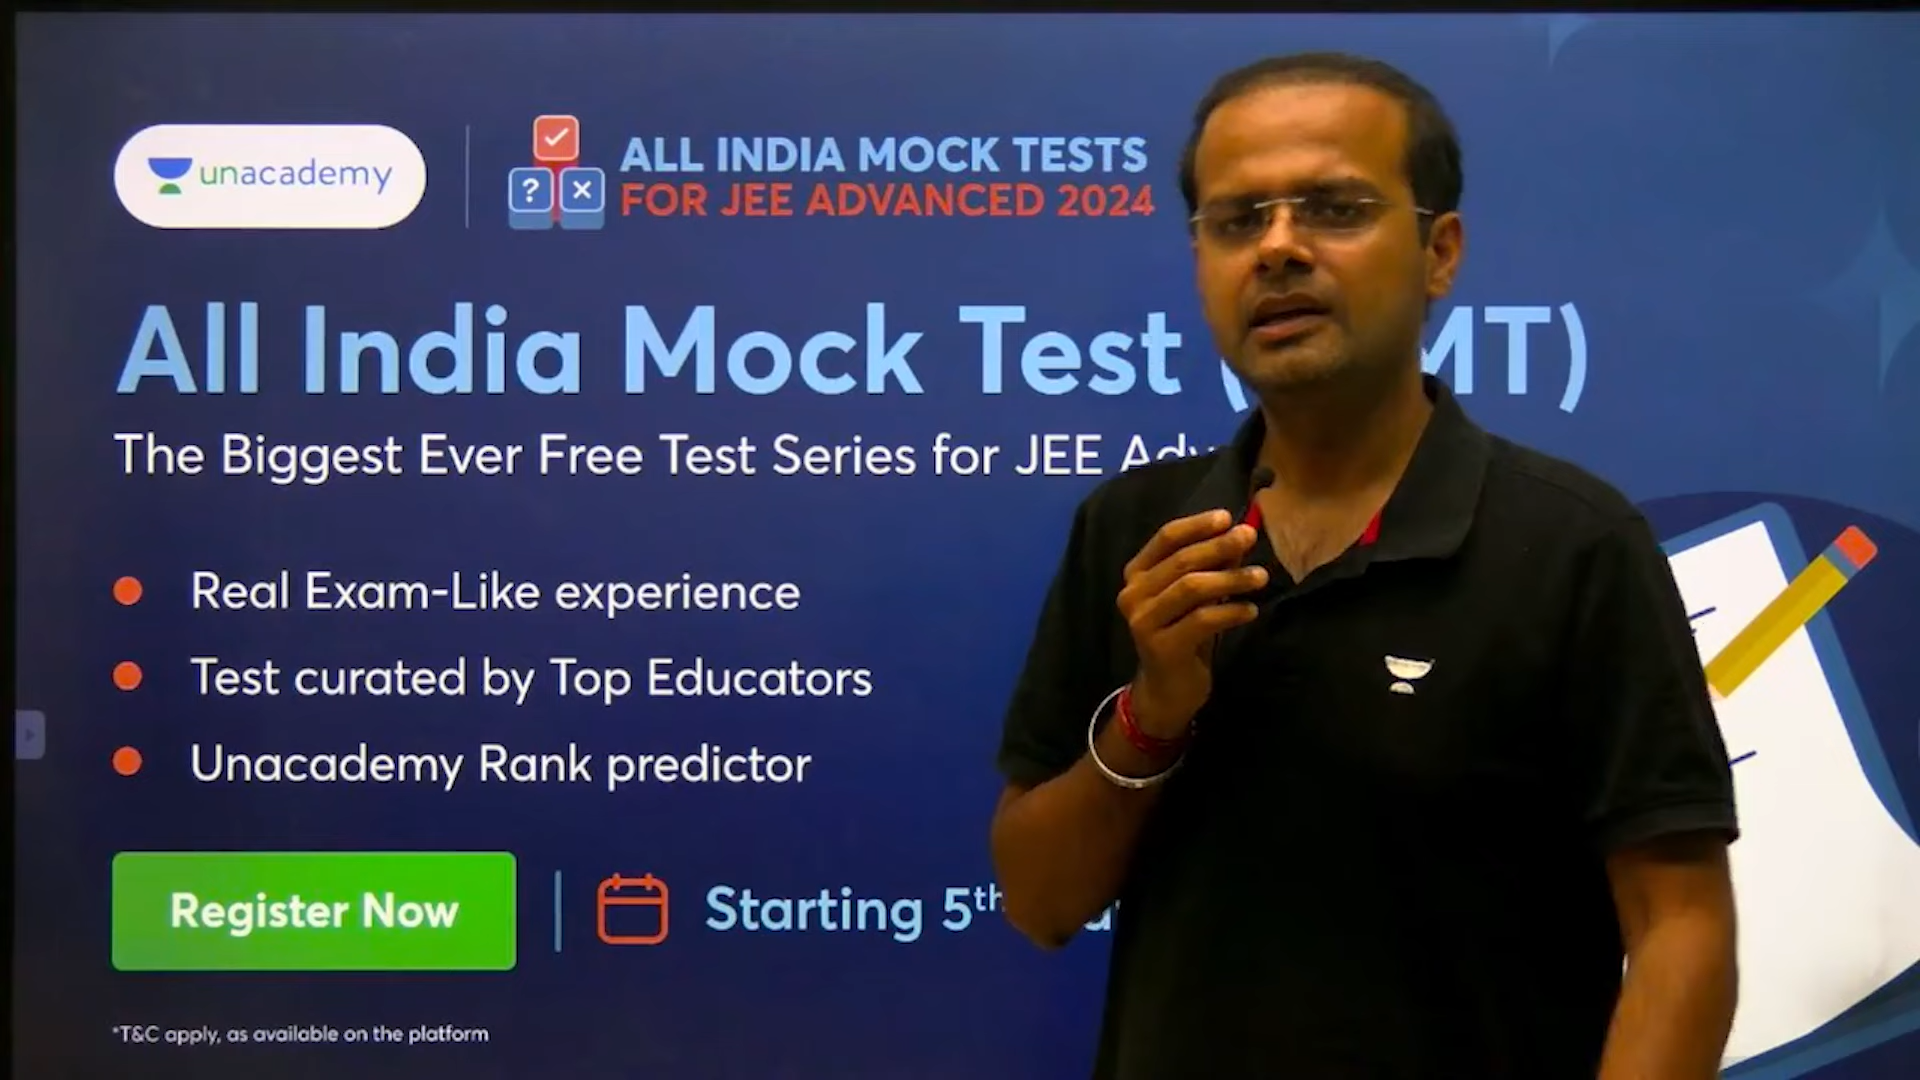 unacademy
ALL INDIA MOCK TESTS
FOR JEE ADVANCED 2024
? ×
All India Mock Test ( MT)
The Biggest Ever Free Test Series for JEE
Real Exam-Like experience
Test curated by Top Educators
Unacademy Rank predictor
Register Now
Starting 5th
*T&C apply, as available on the platform